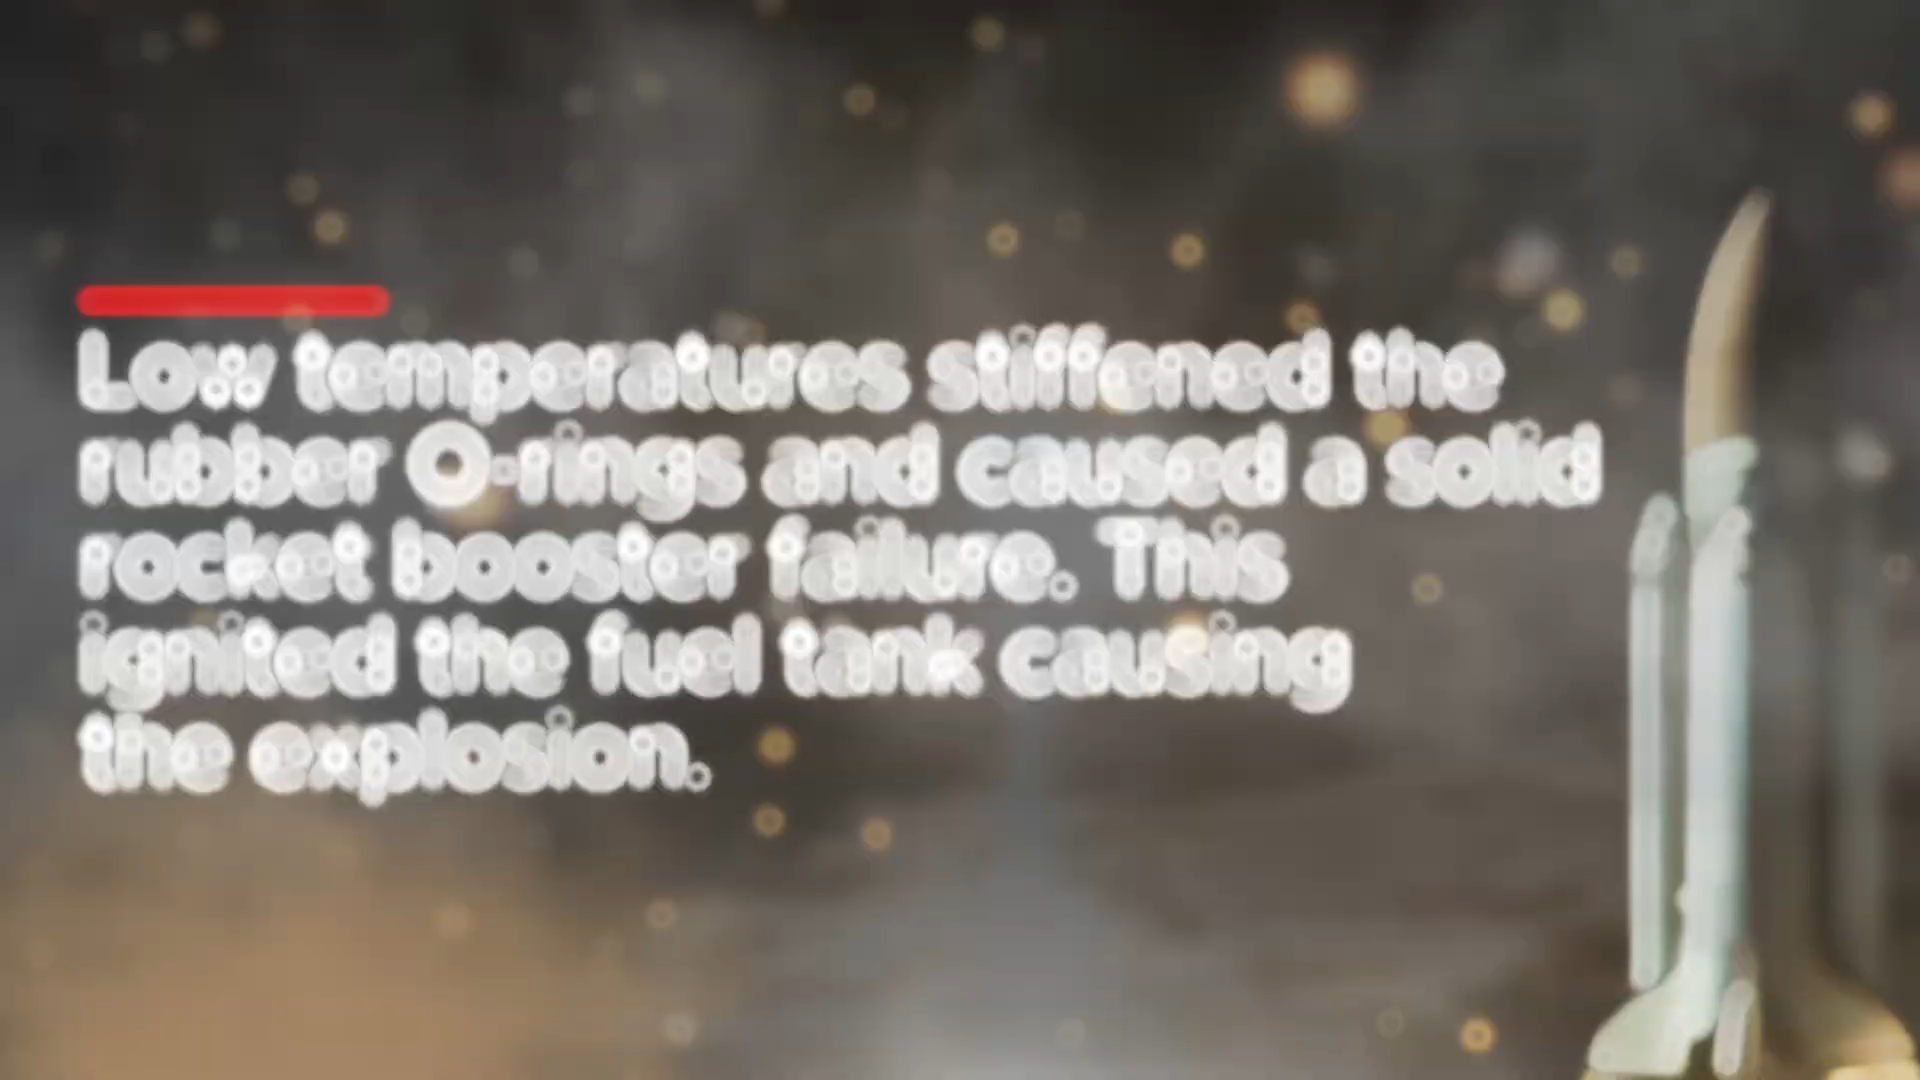 Low temperatures stiffened the
rubber O-rings and caused a solid
rocket booster failure. This
ignited the fuel tank causing
the explosion.